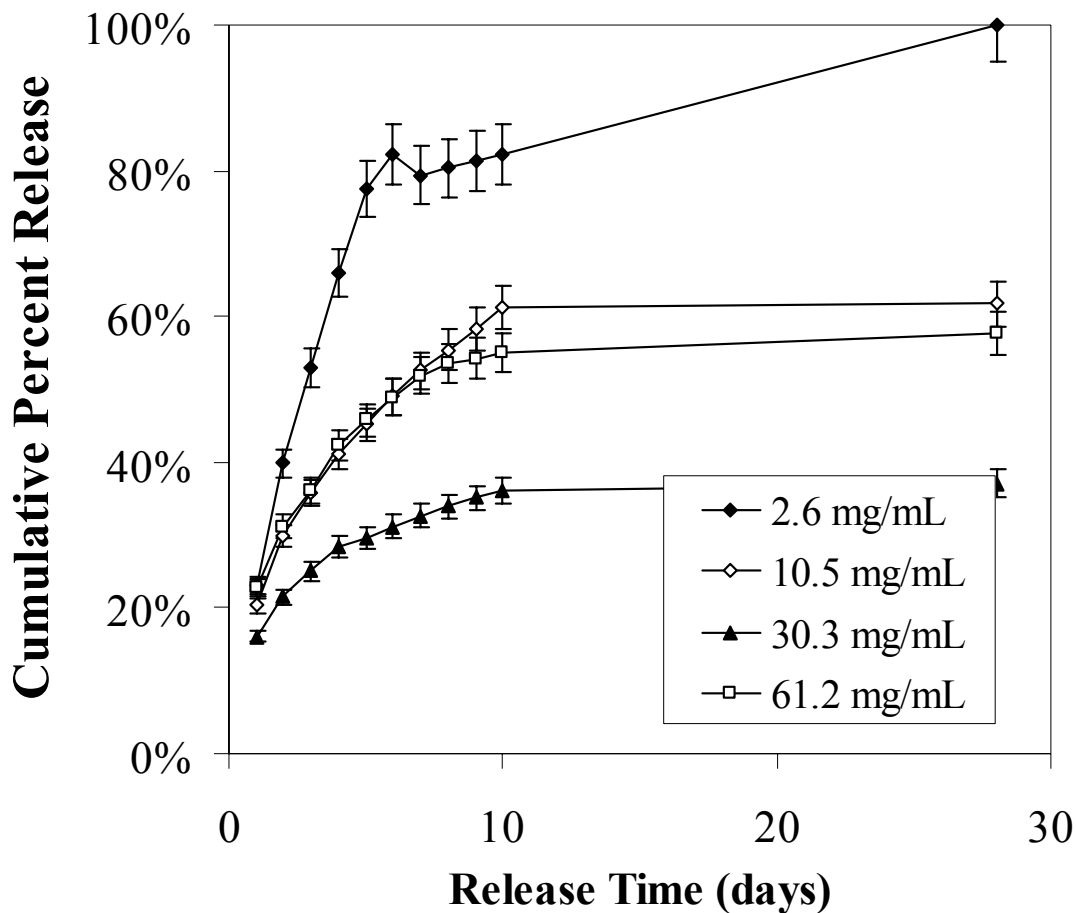 100%
80%
60%
40%
20%
0%
Cumulative Percent Release
2.6 mg/mL
10.5 mg/mL
30.3 mg/mL
61.2 mg/mL
0 10 20 30
Release Time (days)